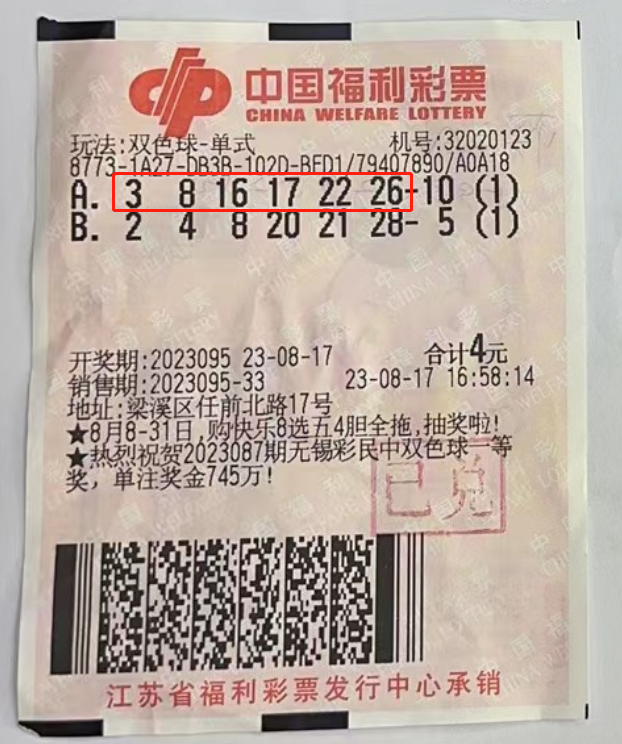 中国福利彩票
CHINA WELFARE LOTTERY
玩法:双色球-单式 机号:32020123
8773-1A27-DB3B-102D-BFD1/79407890/A0A18
A. 3 8 16 17 22 26-10 (1)
B. 2 4 8 20 21 28- 5 (1)
开奖期:2023095 23-08-17 合计4元
销售期:2023095-33 23-08-17 16:58:14
地址:梁溪区任前北路17号
★8月8-31日,购快乐8选五4胆全拖,抽奖啦!
★热烈祝贺2023087期无锡彩民中双色球一等
奖,单注奖金745万!
已兑
江苏省福利彩票发行中心承销